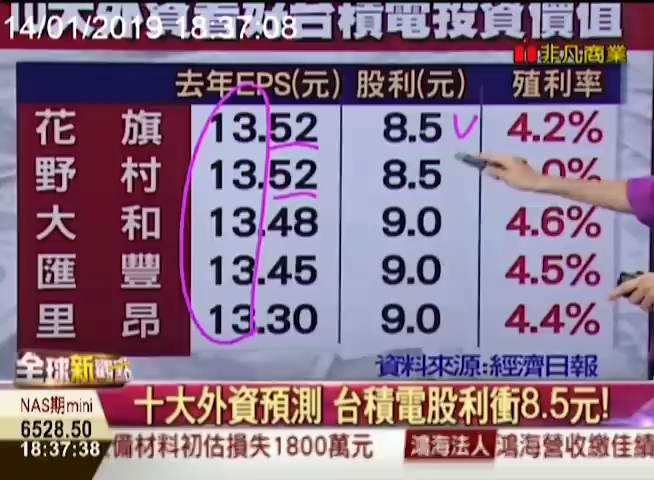 十大外資看好台積電投資價值
14/01/2019 18:37:08
非凡商業
去年EPS(元) 股利(元) 殖利率
花旗 13.52 8.5 4.2%
野村 13.52 8.5 0%
大和 13.48 9.0 4.6%
匯豐 13.45 9.0 4.5%
里昂 13.30 9.0 4.4%
資料來源:經濟日報
全球新觀點
十大外資預測 台積電股利衝8.5元!
NAS期mini
6528.50
18:37:38
備材料初估損失1800萬元 鴻海法人 鴻海營收繳佳績